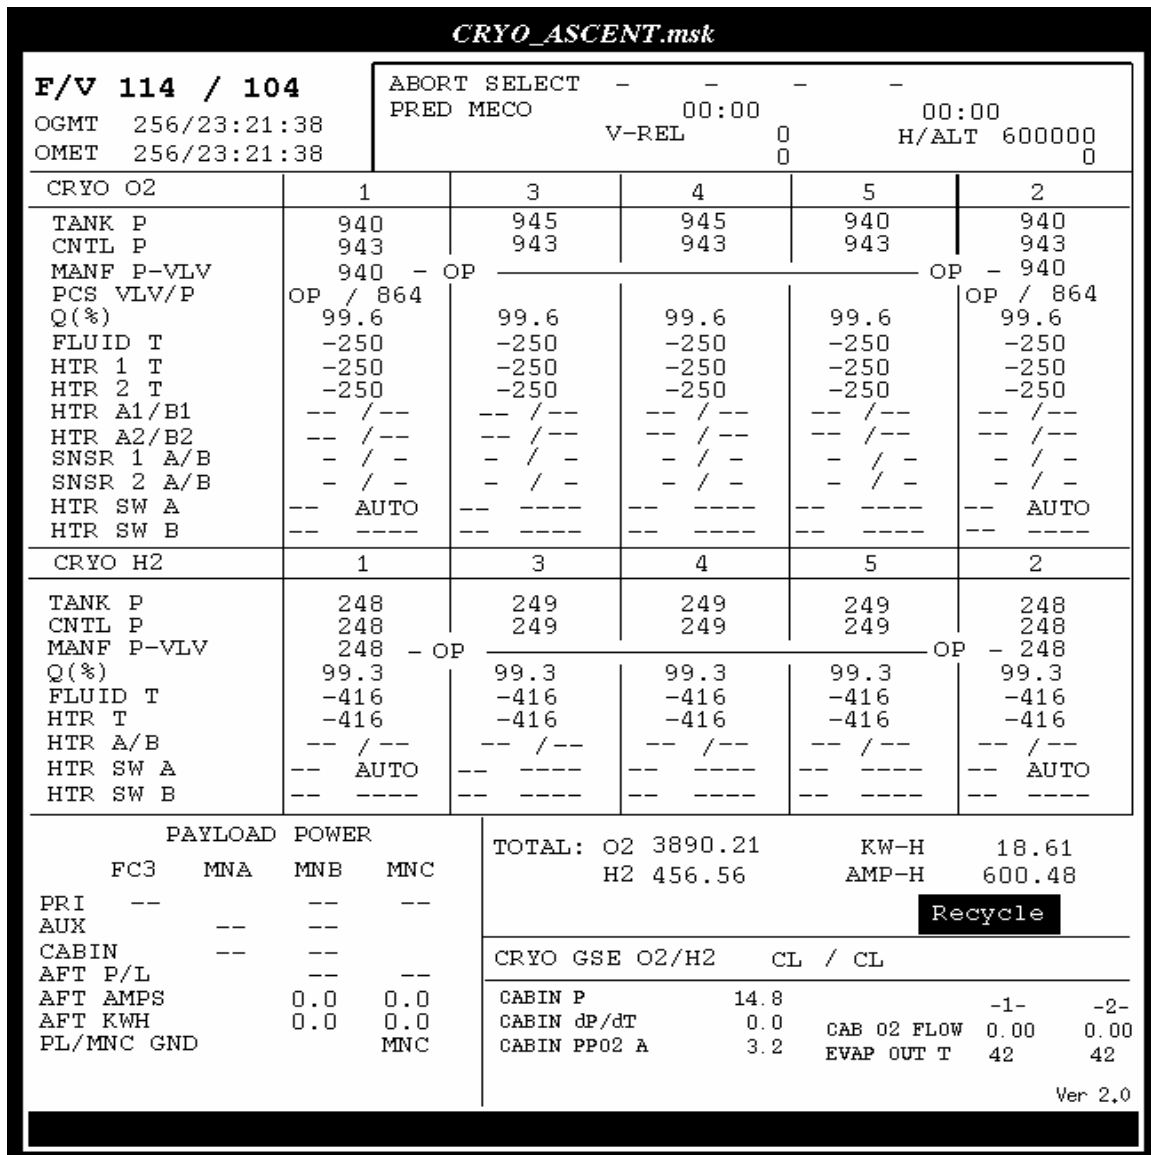 CRYO_ASCENT.msk
F/V 114 / 104
OGMT 256/23:21:38
OMET 256/23:21:38
ABORT SELECT - - - -
PRED MECO 00:00 00:00
V-REL 0 H/ALT 600000
0 0
CRYO O2 1 3 4 5 2
TANK P 940 945 945 940 940
CNTL P 943 943 943 943 943
MANF P-VLV 940 - OP OP - 940
PCS VLV/P OP / 864 OP / 864
Q(%) 99.6 99.6 99.6 99.6 99.6
FLUID T -250 -250 -250 -250 -250
HTR 1 T -250 -250 -250 -250 -250
HTR 2 T -250 -250 -250 -250 -250
HTR A1/B1 -- /-- -- /-- -- /-- -- /-- -- /--
HTR A2/B2 -- /-- -- /-- -- /-- -- /-- -- /--
SNSR 1 A/B - / - - / - - / - - / - - / -
SNSR 2 A/B - / - - / - - / - - / - - / -
HTR SW A -- AUTO -- ---- -- ---- -- ---- -- AUTO
HTR SW B -- ---- -- ---- -- ---- -- ---- -- ----
CRYO H2 1 3 4 5 2
TANK P 248 249 249 249 248
CNTL P 248 249 249 249 248
MANF P-VLV 248 - OP OP - 248
Q(%) 99.3 99.3 99.3 99.3 99.3
FLUID T -416 -416 -416 -416 -416
HTR T -416 -416 -416 -416 -416
HTR A/B -- /-- -- /-- -- /-- -- /-- -- /--
HTR SW A -- AUTO -- ---- -- ---- -- ---- -- AUTO
HTR SW B -- ---- -- ---- -- ---- -- ---- -- ----
PAYLOAD POWER
FC3 MNA MNB MNC
PRI -- -- --
AUX -- --
CABIN -- --
AFT P/L -- --
AFT AMPS 0.0 0.0
AFT KWH 0.0 0.0
PL/MNC GND MNC
TOTAL: O2 3890.21 KW-H 18.61
H2 456.56 AMP-H 600.48
Recycle
CRYO GSE O2/H2 CL / CL
CABIN P 14.8 -1- -2-
CABIN dP/dT 0.0 CAB O2 FLOW 0.00 0.00
CABIN PPO2 A 3.2 EVAP OUT T 42 42
Ver 2.0